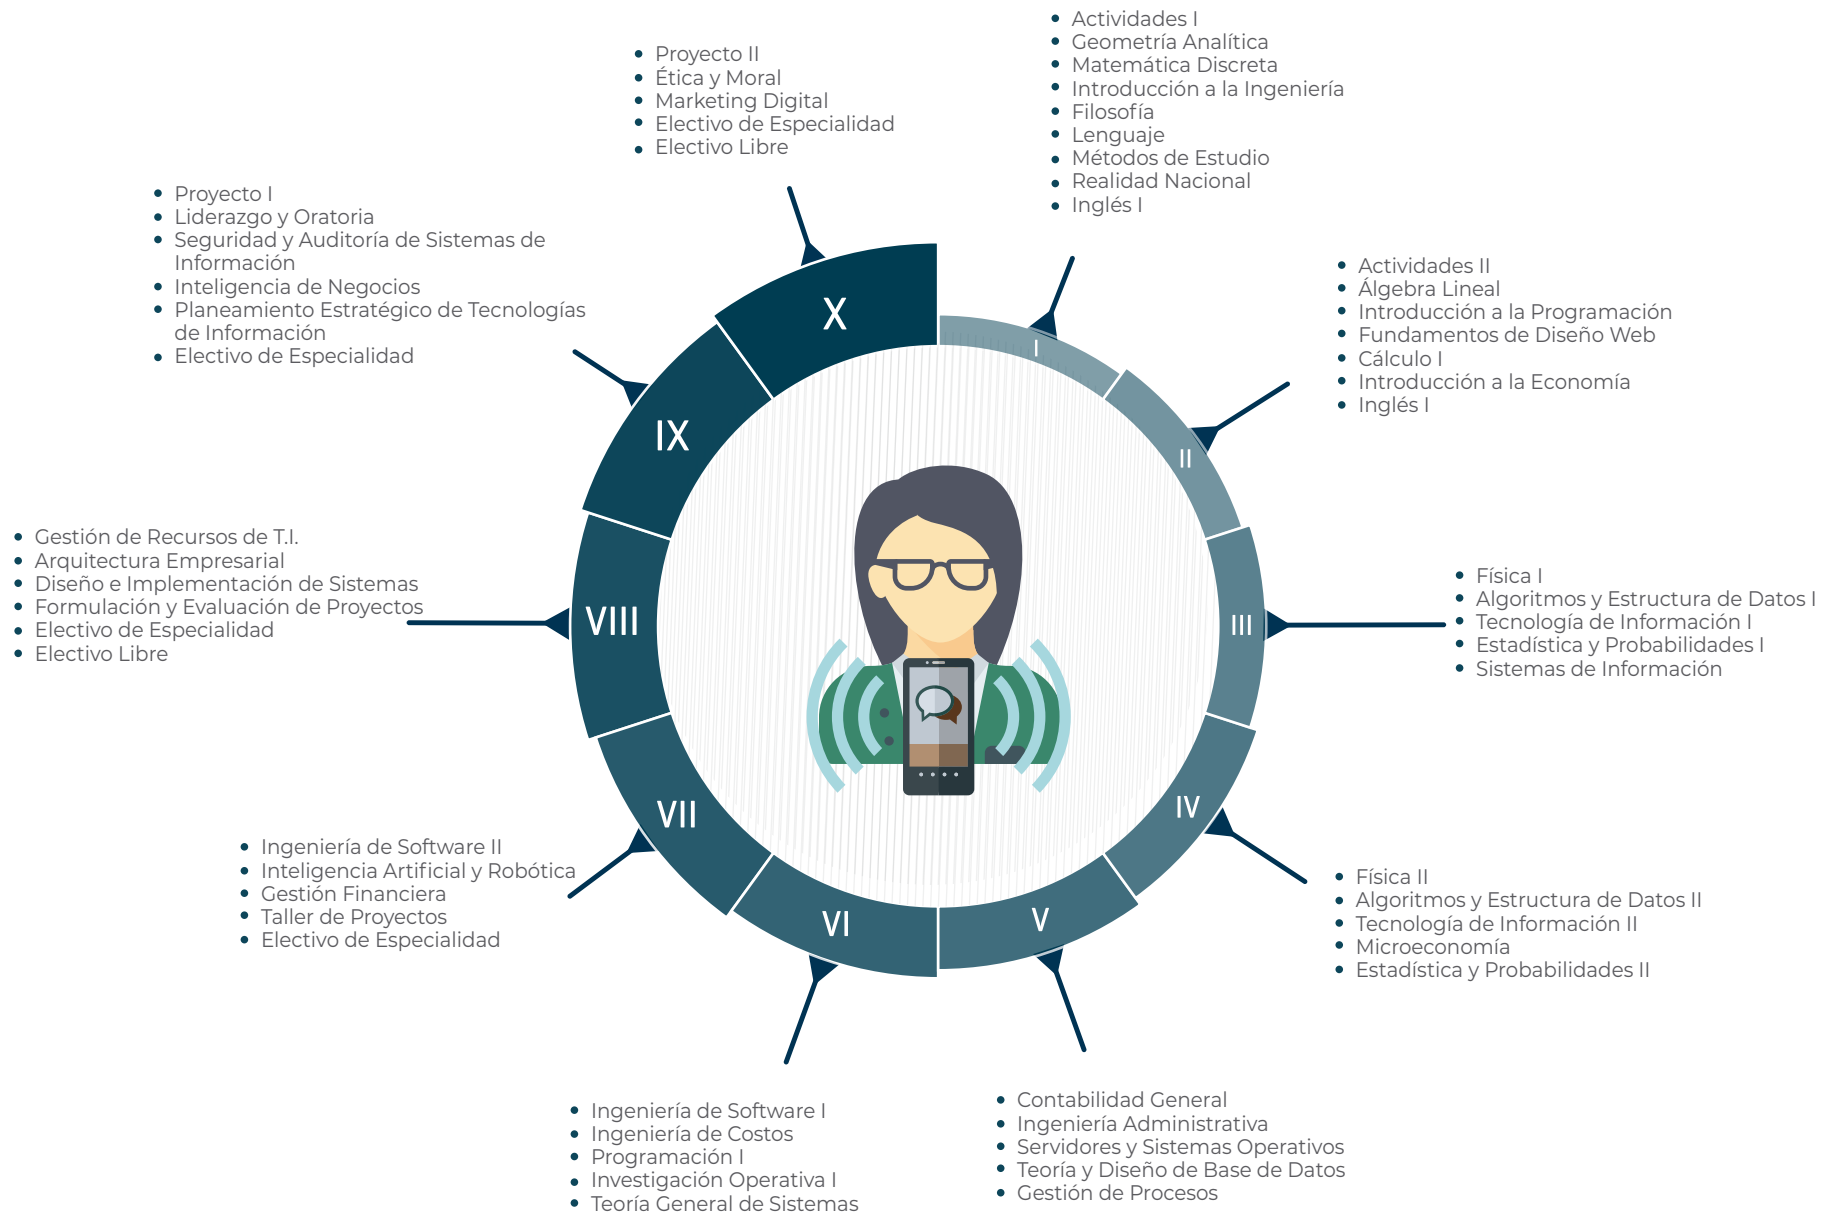 I
Actividades I
Geometría Analítica
Matemática Discreta
Introducción a la Ingeniería
Filosofía
Lenguaje
Métodos de Estudio
Realidad Nacional
Inglés I
II
Actividades II
Álgebra Lineal
Introducción a la Programación
Fundamentos de Diseño Web
Cálculo I
Introducción a la Economía
Inglés I
III
Física I
Algoritmos y Estructura de Datos I
Tecnología de Información I
Estadística y Probabilidades I
Sistemas de Información
IV
Física II
Algoritmos y Estructura de Datos II
Tecnología de Información II
Microeconomía
Estadística y Probabilidades II
V
Contabilidad General
Ingeniería Administrativa
Servidores y Sistemas Operativos
Teoría y Diseño de Base de Datos
Gestión de Procesos
VI
Ingeniería de Software I
Ingeniería de Costos
Programación I
Investigación Operativa I
Teoría General de Sistemas
VII
Ingeniería de Software II
Inteligencia Artificial y Robótica
Gestión Financiera
Taller de Proyectos
Electivo de Especialidad
VIII
Gestión de Recursos de T.I.
Arquitectura Empresarial
Diseño e Implementación de Sistemas
Formulación y Evaluación de Proyectos
Electivo de Especialidad
Electivo Libre
IX
Proyecto I
Liderazgo y Oratoria
Seguridad y Auditoría de Sistemas de
Información
Inteligencia de Negocios
Planeamiento Estratégico de Tecnologías
de Información
Electivo de Especialidad
X
Proyecto II
Ética y Moral
Marketing Digital
Electivo de Especialidad
Electivo Libre